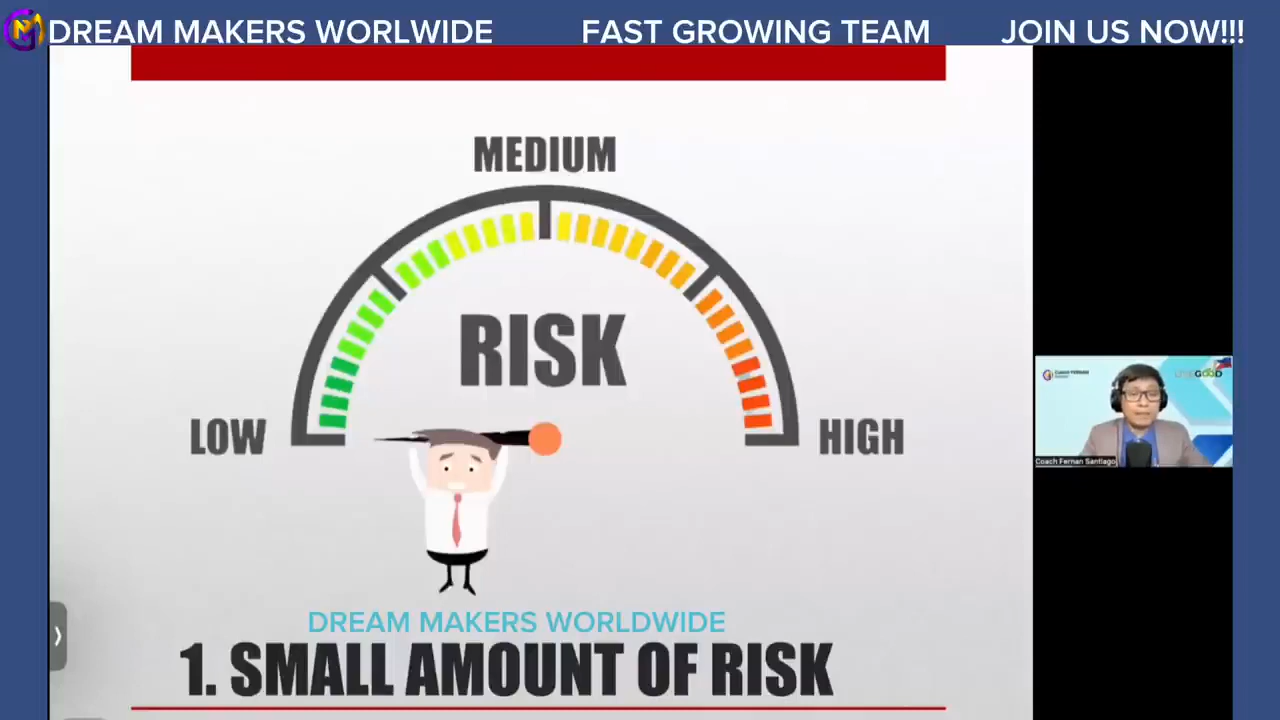 DREAM MAKERS WORLWIDE FAST GROWING TEAM JOIN US NOW!!!
MEDIUM
RISK
LOW
HIGH
Coach Fernan Santiago
DREAM MAKERS WORLDWIDE
1. SMALL AMOUNT OF RISK